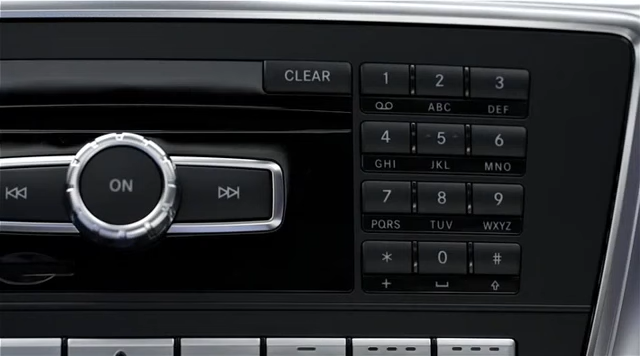 CLEAR
1 2 3
ABC DEF
4 5 6
GHI JKL MNO
ON
7 8 9
PQRS TUV WXYZ
* 0 #
+